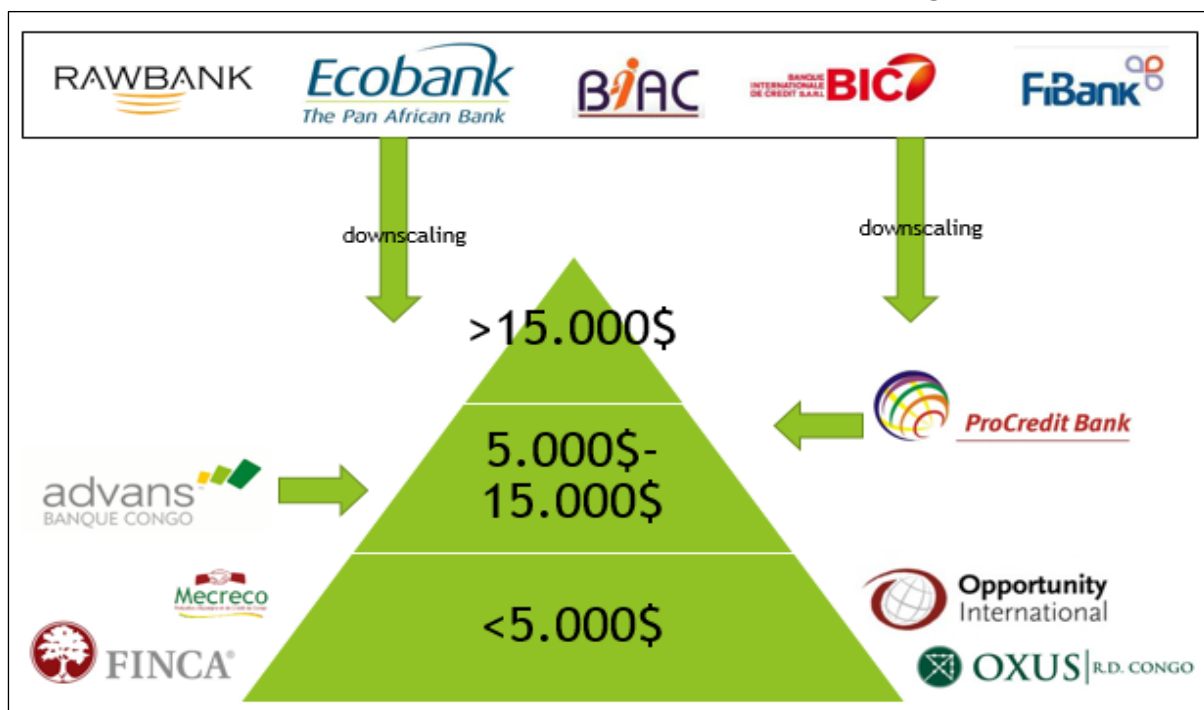 RAWBANK
Ecobank
The Pan African Bank
BIAC
BANQUE
INTERNATIONALE
DE CREDIT S.A.R.L
BIC
FiBank
downscaling
downscaling
>15.000$
ProCredit Bank
5.000$-
15.000$
advans
BANQUE CONGO
Mecreco
<5.000$
Opportunity
International
FINCA®
OXUS R.D. CONGO